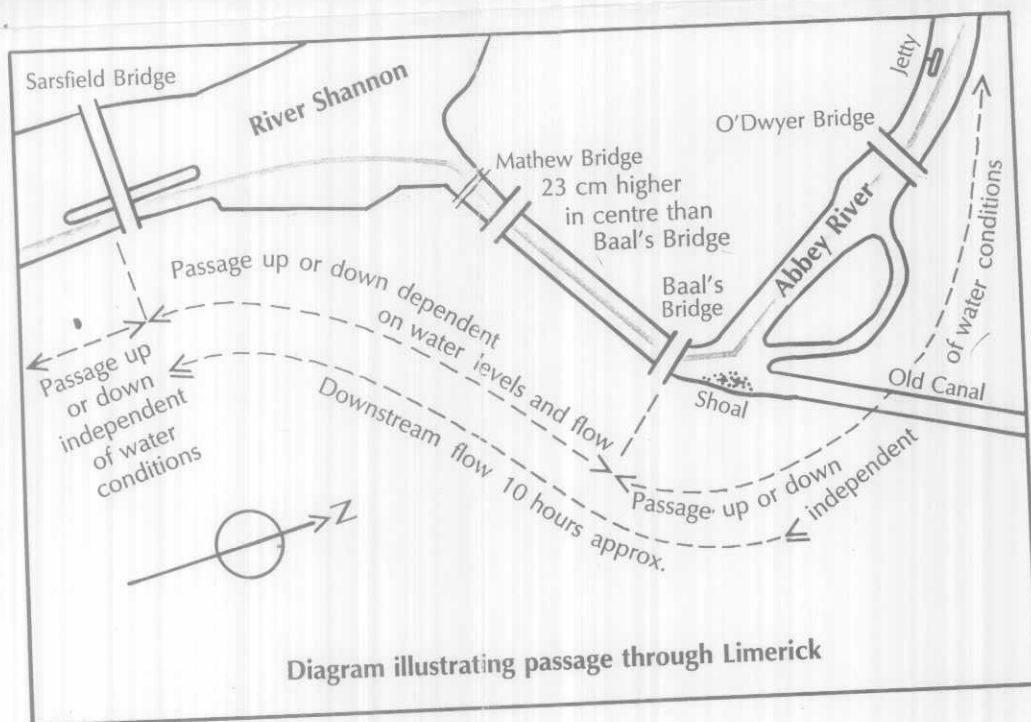 Sarsfield Bridge
River Shannon
Mathew Bridge
23 cm higher
in centre than
Baal's Bridge
Baal's
Bridge
O'Dwyer Bridge
Jetty
Abbey River
Old Canal
Shoal
Passage up
or down
independent
of water
conditions
Passage up or down dependent
on water levels and flow
Downstream flow 10 hours approx.
Passage up or down
independent
of water conditions
N
Diagram illustrating passage through Limerick